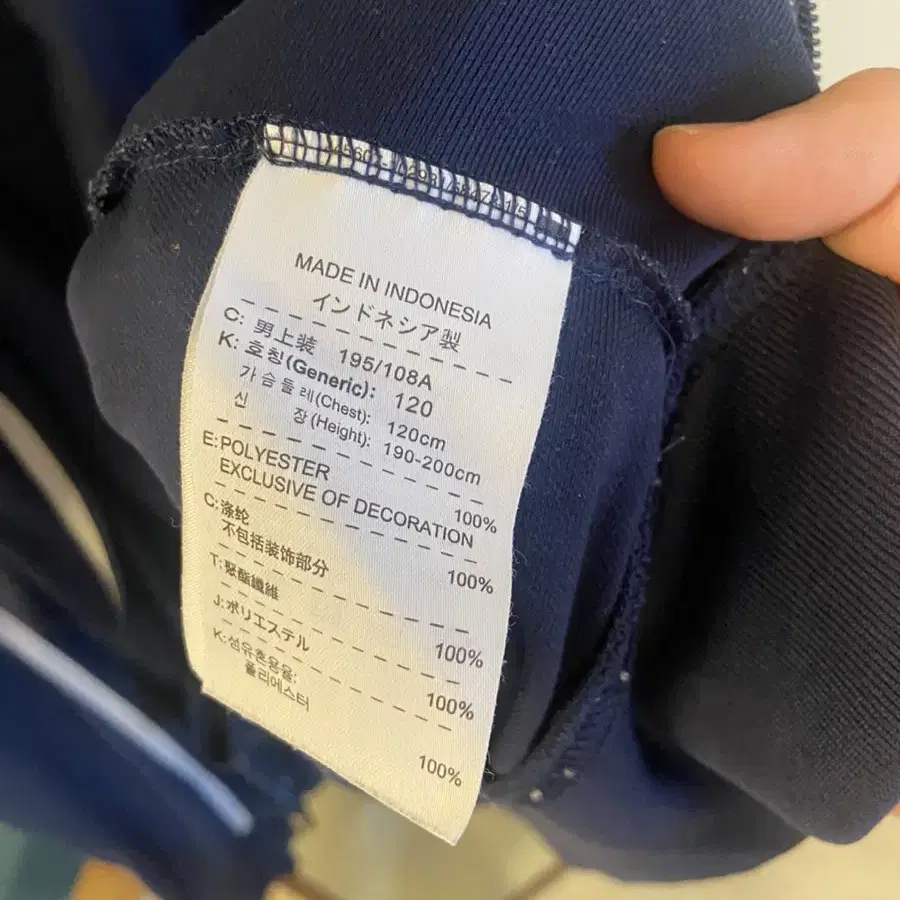 MADE IN INDONESIA
インドネシア製
C: 男上装 195/108A
K: 호칭(Generic): 120
가슴둘레(Chest): 120cm
신 장(Height): 190-200cm
E: POLYESTER 100%
EXCLUSIVE OF DECORATION
C: 涤纶 100%
不包括装饰部分
T: 聚酯纖維 100%
J: ポリエステル 100%
K: 섬유혼용율:
폴리에스터 100%